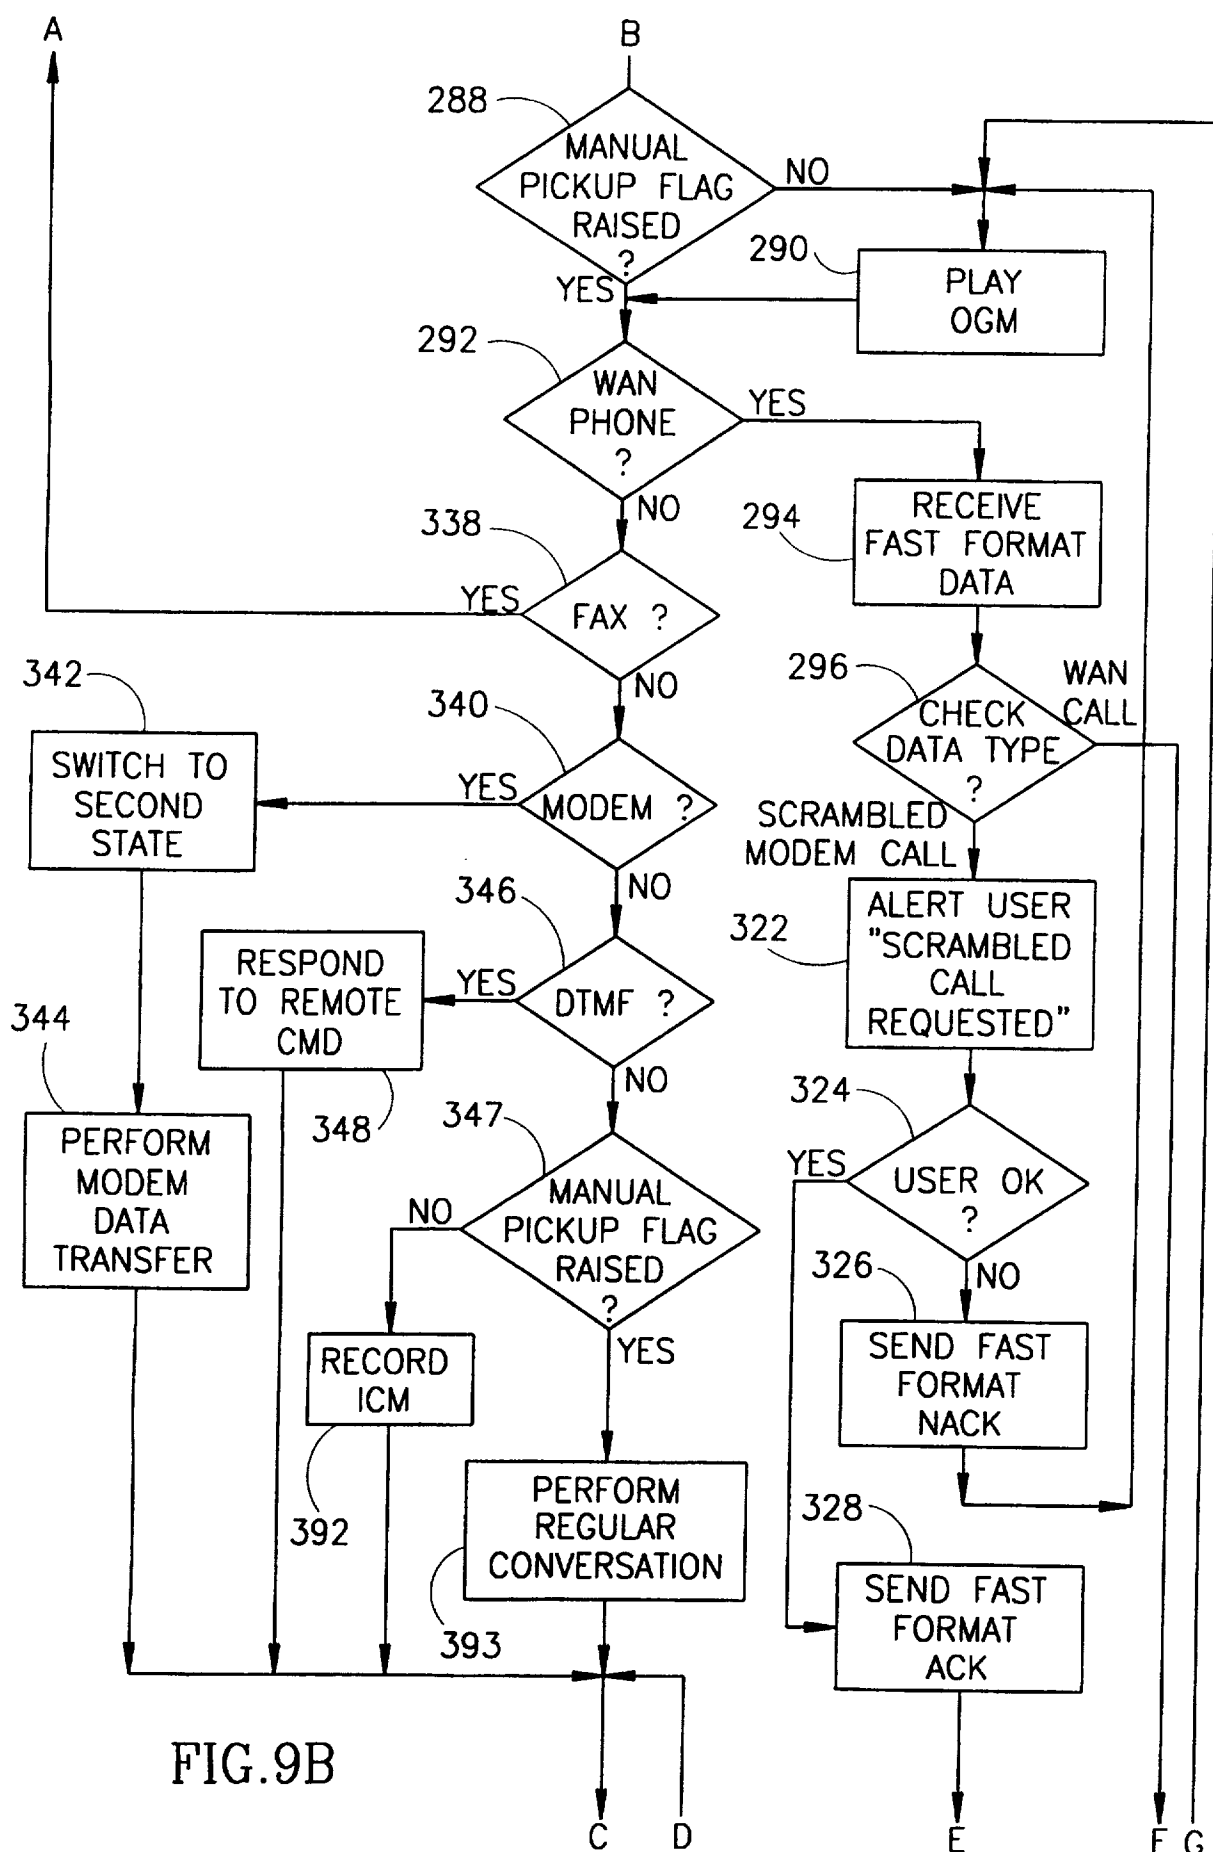 A
B
288
MANUAL
PICKUP FLAG
RAISED
?
NO
YES
290
PLAY
OGM
292
WAN
PHONE
?
YES
NO
294
RECEIVE
FAST FORMAT
DATA
338
FAX ?
YES
NO
296
CHECK
DATA TYPE
?
WAN
CALL
SCRAMBLED
MODEM CALL
342
SWITCH TO
SECOND
STATE
340
MODEM ?
YES
NO
322
ALERT USER
"SCRAMBLED
CALL
REQUESTED"
346
DTMF ?
YES
NO
RESPOND
TO REMOTE
CMD
348
344
PERFORM
MODEM
DATA
TRANSFER
347
MANUAL
PICKUP FLAG
RAISED
?
NO
YES
324
USER OK
?
YES
NO
326
SEND FAST
FORMAT
NACK
RECORD
ICM
392
PERFORM
REGULAR
CONVERSATION
393
328
SEND FAST
FORMAT
ACK
FIG.9B
C
D
E
F
G